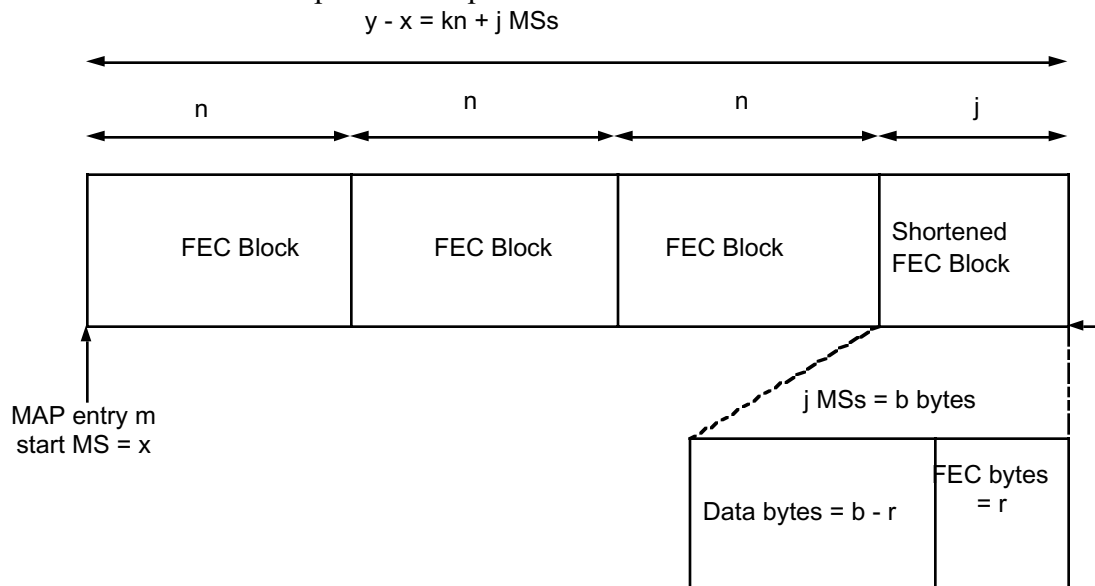 y - x = kn + j MSs
n
n
n
j
FEC Block
FEC Block
FEC Block
Shortened
FEC Block
MAP entry m
start MS = x
j MSs = b bytes
Data bytes = b - r
FEC bytes
= r